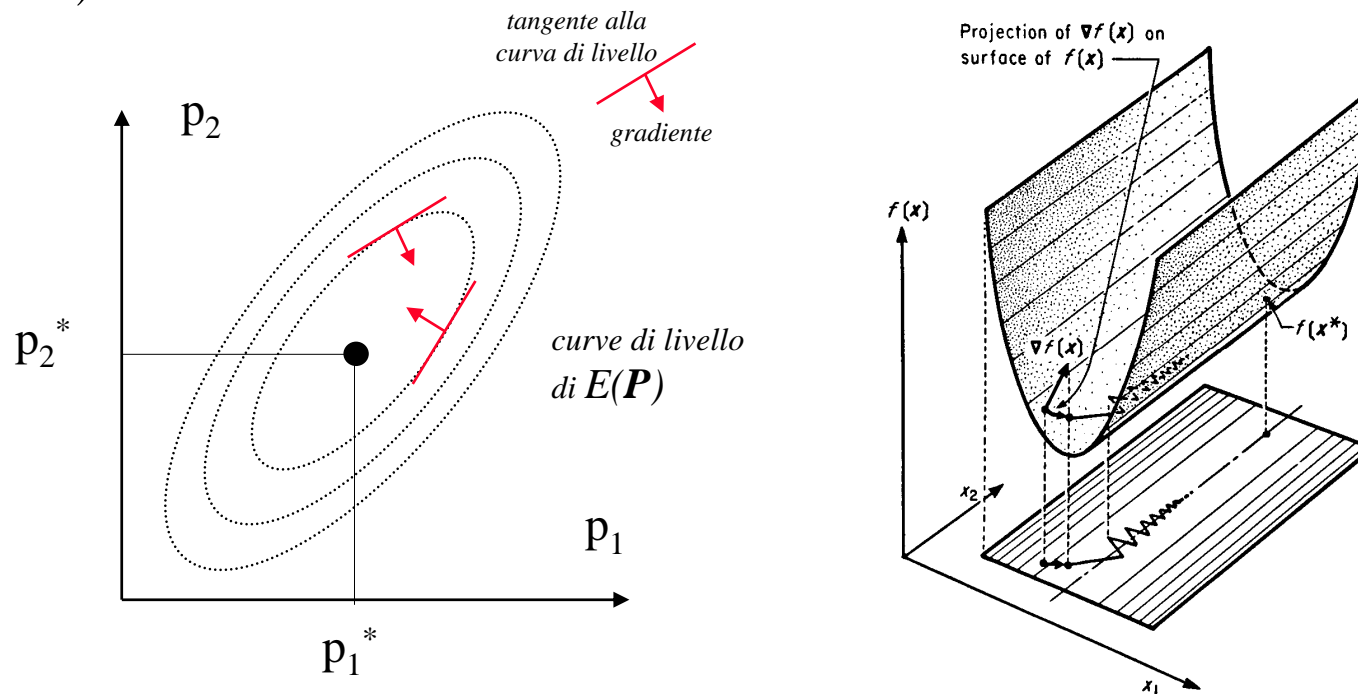 )
tangente alla
curva di livello
gradiente
p₂
p₂*
curve di livello
di E(P)
p₁
p₁*
Projection of ∇f(x) on
surface of f(x)
f(x)
∇f(x)
f(x*)
x₂
x₁